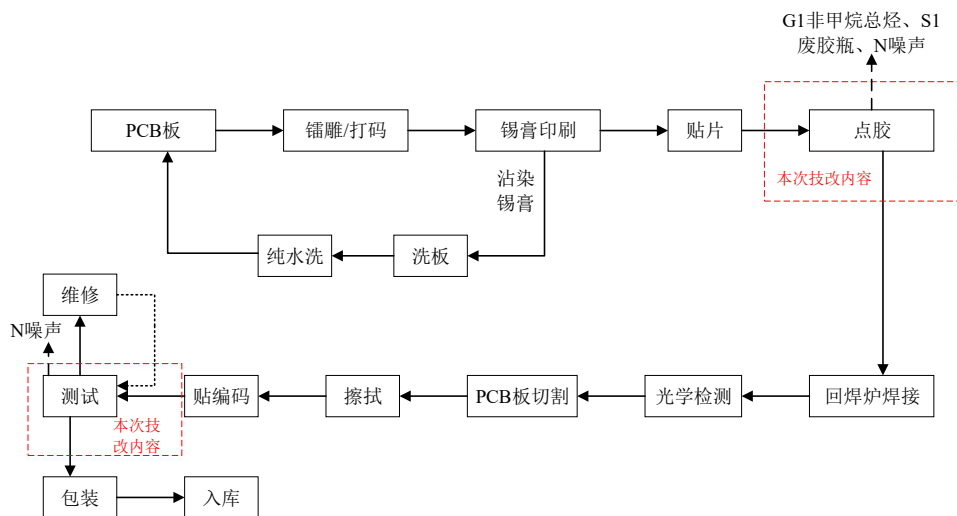 G1非甲烷总烃、S1
废胶瓶、N噪声
PCB板
镭雕/打码
锡膏印刷
贴片
点胶
本次技改内容
沾染
锡膏
纯水洗
洗板
维修
N噪声
测试
贴编码
擦拭
PCB板切割
光学检测
回焊炉焊接
本次技
改内容
包装
入库